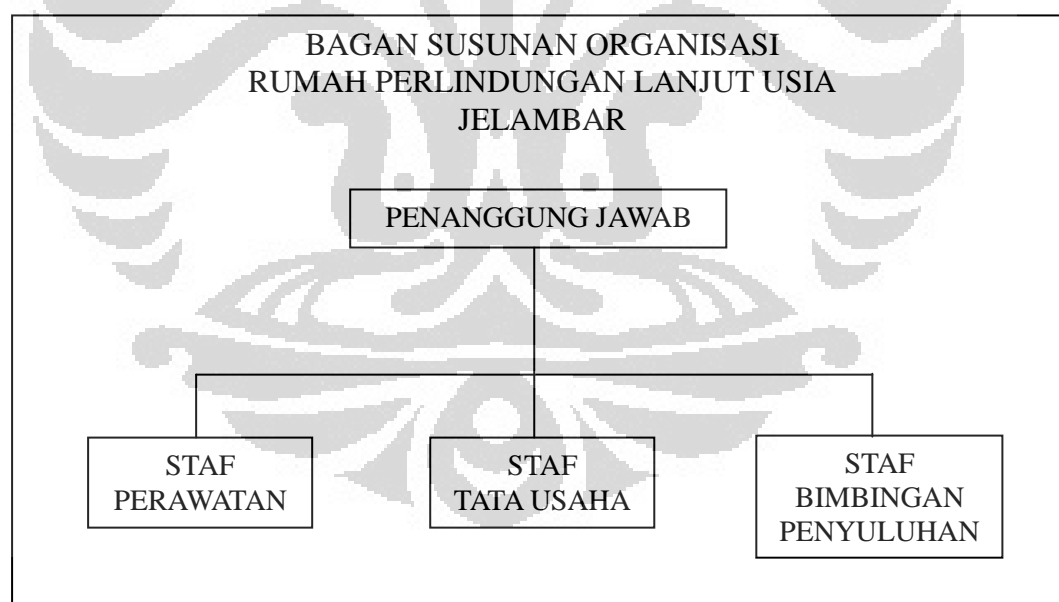 BAGAN SUSUNAN ORGANISASI
RUMAH PERLINDUNGAN LANJUT USIA
JELAMBAR
PENANGGUNG JAWAB
STAF
PERAWATAN
STAF
TATA USAHA
STAF
BIMBINGAN
PENYULUHAN